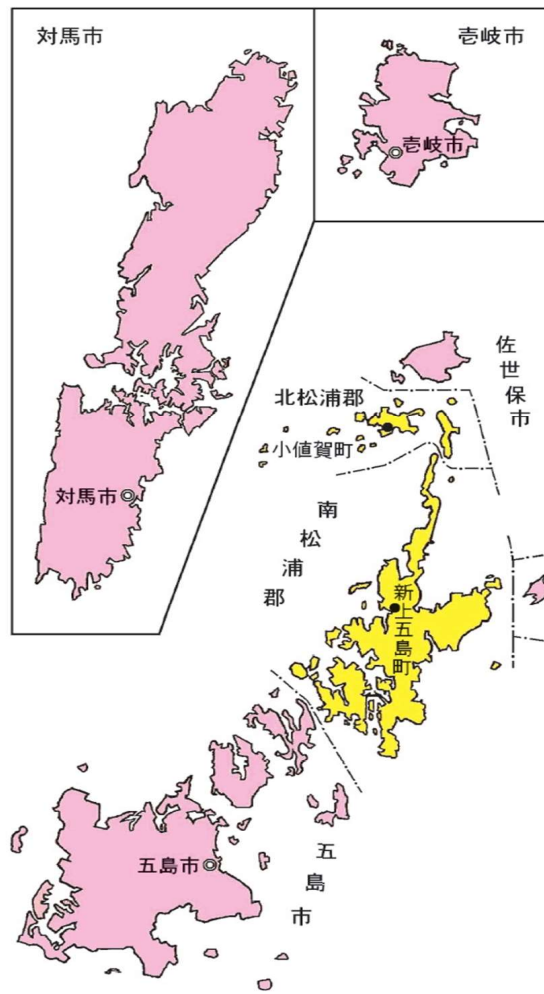 対馬市
壱岐市
壱岐市
佐世保市
北松浦郡
小値賀町
対馬市
南松浦郡
新上五島町
五島市
五島市